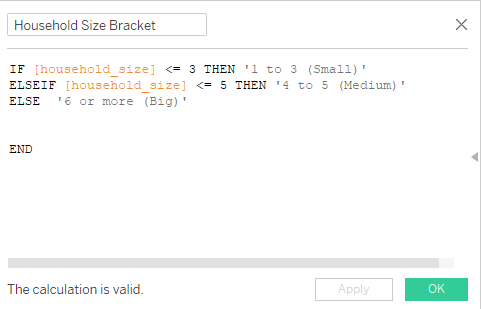 Household Size Bracket
IF [household_size] <= 3 THEN '1 to 3 (Small)'
ELSEIF [household_size] <= 5 THEN '4 to 5 (Medium)'
ELSE  '6 or more (Big)'
END
The calculation is valid.
Apply
OK